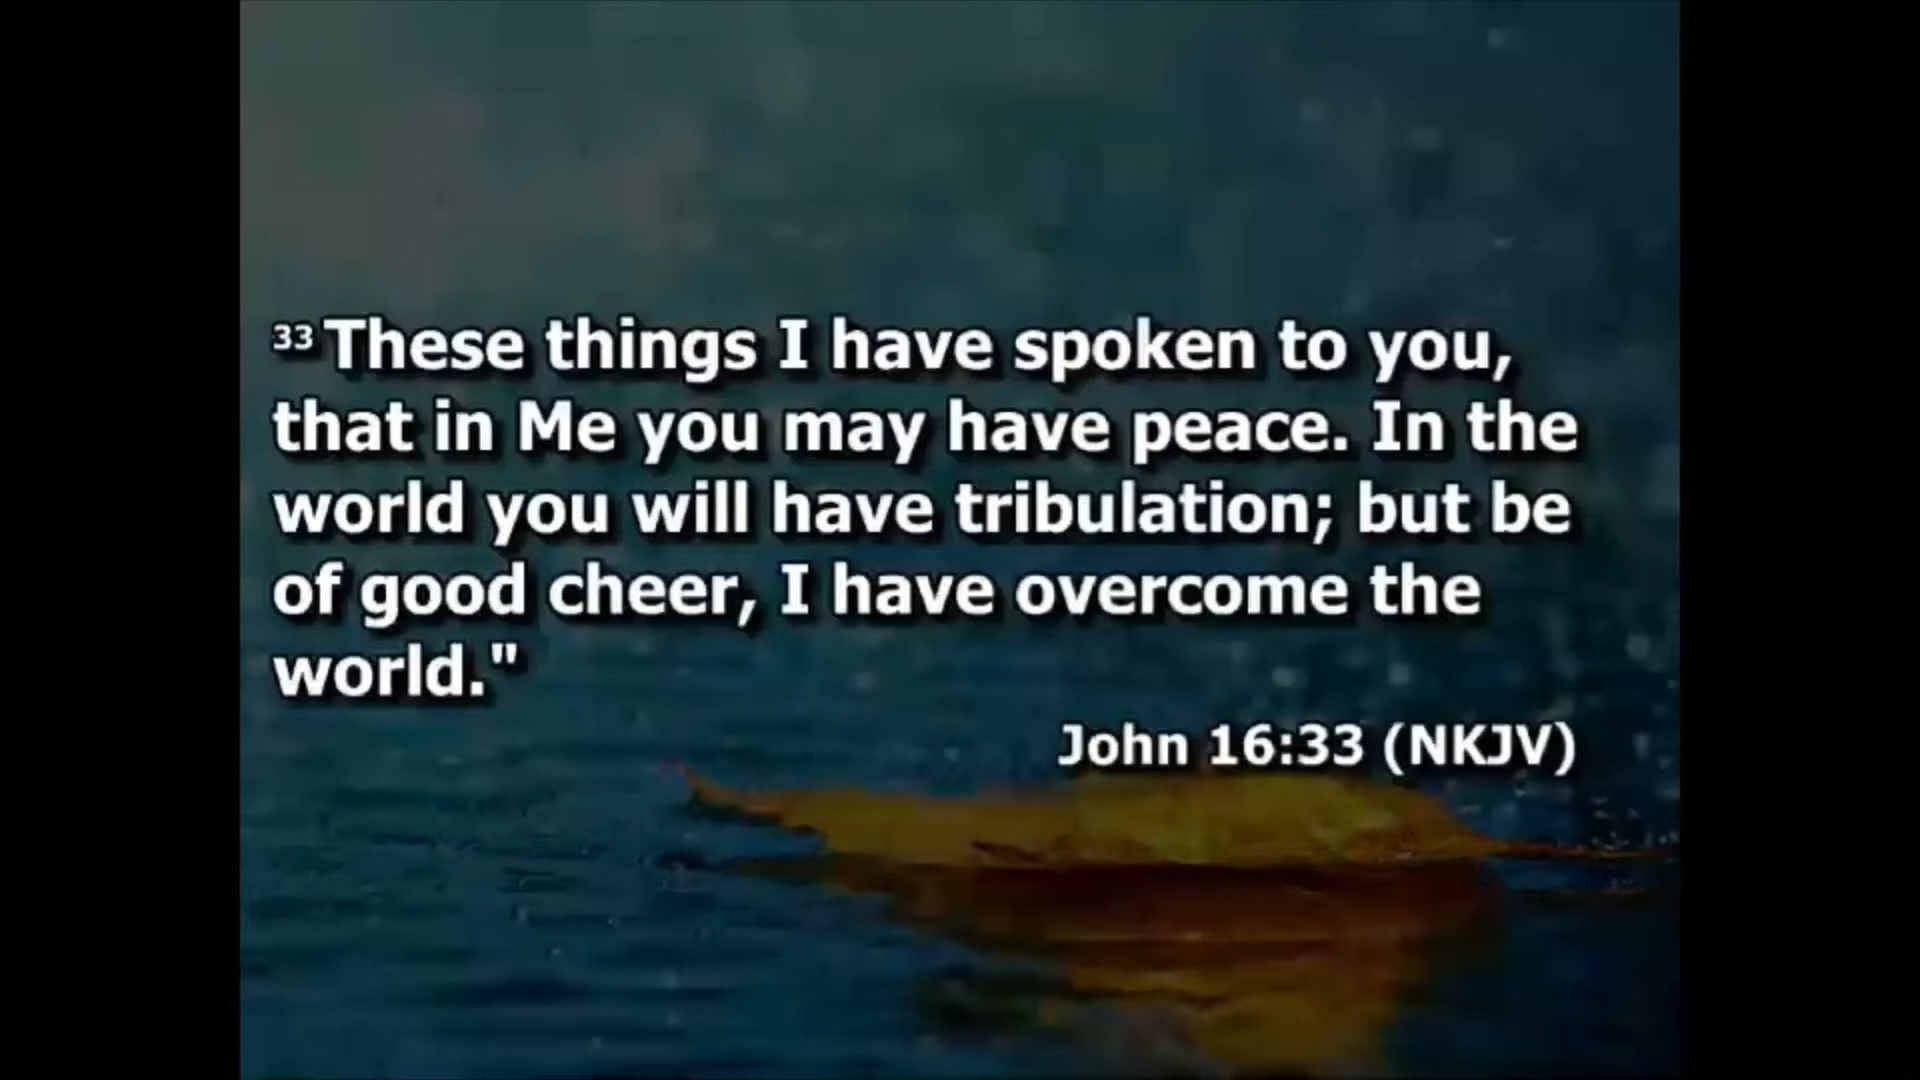 33 These things I have spoken to you,
that in Me you may have peace. In the
world you will have tribulation; but be
of good cheer, I have overcome the
world."
John 16:33 (NKJV)